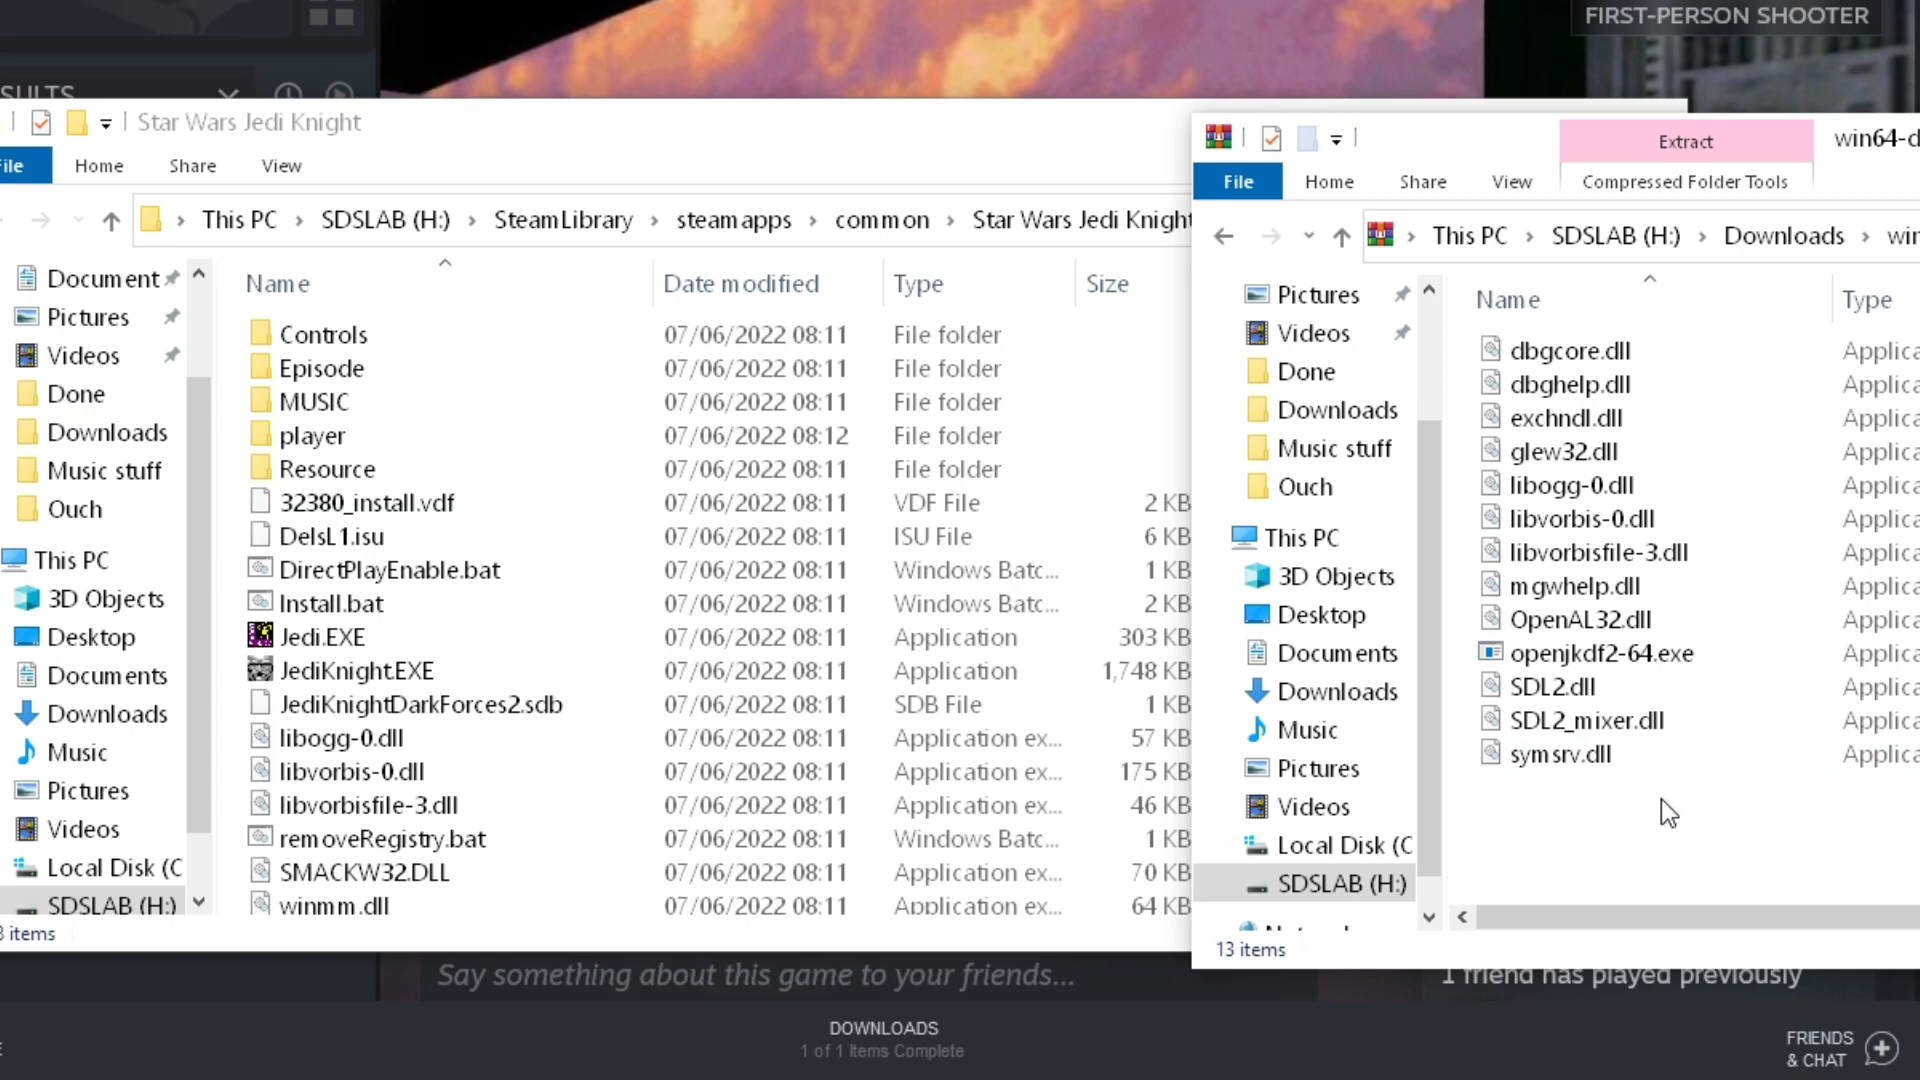 FIRST-PERSON SHOOTER
SULTS
Star Wars Jedi Knight
File
Home
Share
View
This PC
SDSLAB (H:)
SteamLibrary
steamapps
common
Star Wars Jedi Knight
Document
Pictures
Videos
Done
Downloads
Music stuff
Ouch
This PC
3D Objects
Desktop
Documents
Downloads
Music
Pictures
Videos
Local Disk (C
SDSLAB (H:)
Name Date modified Type Size
Controls 07/06/2022 08:11 File folder
Episode 07/06/2022 08:11 File folder
MUSIC 07/06/2022 08:11 File folder
player 07/06/2022 08:12 File folder
Resource 07/06/2022 08:11 File folder
32380_install.vdf 07/06/2022 08:11 VDF File 2 KB
DelsL1.isu 07/06/2022 08:11 ISU File 6 KB
DirectPlayEnable.bat 07/06/2022 08:11 Windows Batc... 1 KB
Install.bat 07/06/2022 08:11 Windows Batc... 2 KB
Jedi.EXE 07/06/2022 08:11 Application 303 KB
JediKnight.EXE 07/06/2022 08:11 Application 1,748 KB
JediKnightDarkForces2.sdb 07/06/2022 08:11 SDB File 1 KB
libogg-0.dll 07/06/2022 08:11 Application ex... 57 KB
libvorbis-0.dll 07/06/2022 08:11 Application ex... 175 KB
libvorbisfile-3.dll 07/06/2022 08:11 Application ex... 46 KB
removeRegistry.bat 07/06/2022 08:11 Windows Batc... 1 KB
SMACKW32.DLL 07/06/2022 08:11 Application ex... 70 KB
winmm.dll 07/06/2022 08:11 Application ex... 64 KB
3 items
Extract
win64-d
File
Home
Share
View
Compressed Folder Tools
This PC
SDSLAB (H:)
Downloads
win
Pictures
Videos
Done
Downloads
Music stuff
Ouch
This PC
3D Objects
Desktop
Documents
Downloads
Music
Pictures
Videos
Local Disk (C
SDSLAB (H:)
Name Type
dbgcore.dll Applica
dbghelp.dll Applica
exchndl.dll Applica
glew32.dll Applica
libogg-0.dll Applica
libvorbis-0.dll Applica
libvorbisfile-3.dll Applica
mgwhelp.dll Applica
OpenAL32.dll Applica
openjkdf2-64.exe Applica
SDL2.dll Applica
SDL2_mixer.dll Applica
symsrv.dll Applica
13 items
Say something about this game to your friends...
1 friend has played previously
DOWNLOADS
1 of 1 Items Complete
FRIENDS
& CHAT